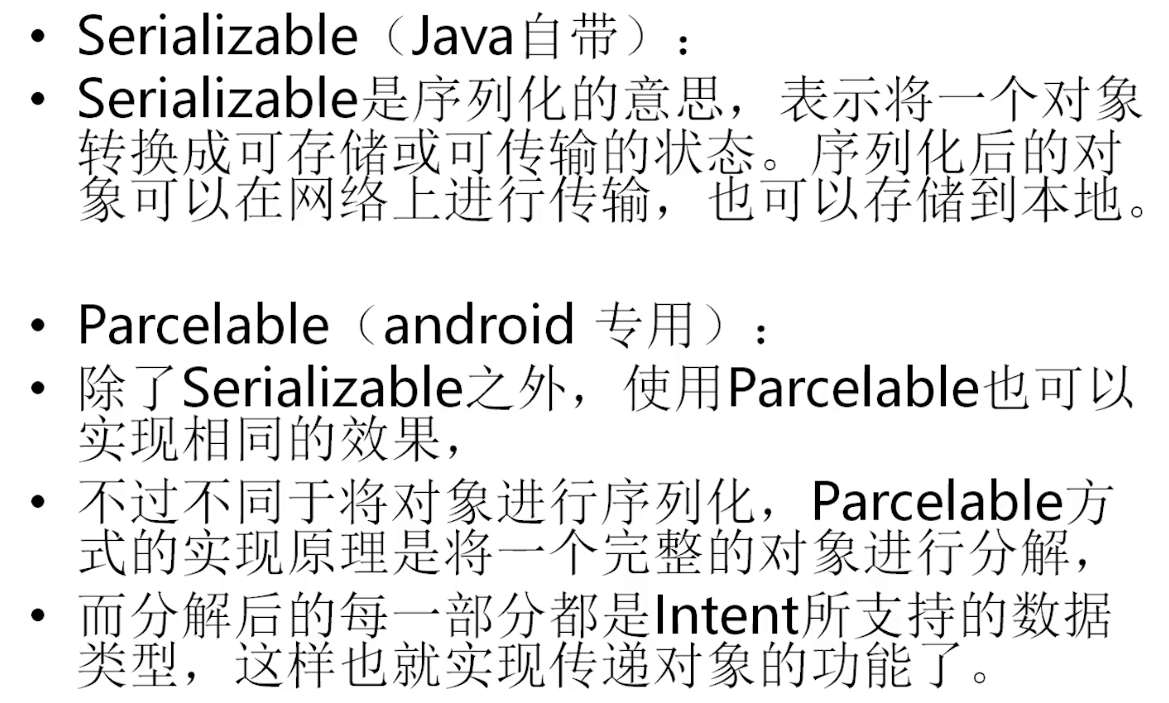 • Serializable（Java自带）：
• Serializable是序列化的意思，表示将一个对象
转换成可存储或可传输的状态。序列化后的对
象可以在网络上进行传输，也可以存储到本地。
• Parcelable（android 专用）：
• 除了Serializable之外，使用Parcelable也可以
实现相同的效果，
• 不过不同于将对象进行序列化，Parcelable方
式的实现原理是将一个完整的对象进行分解，
• 而分解后的每一部分都是Intent所支持的数据
类型，这样也就实现传递对象的功能了。